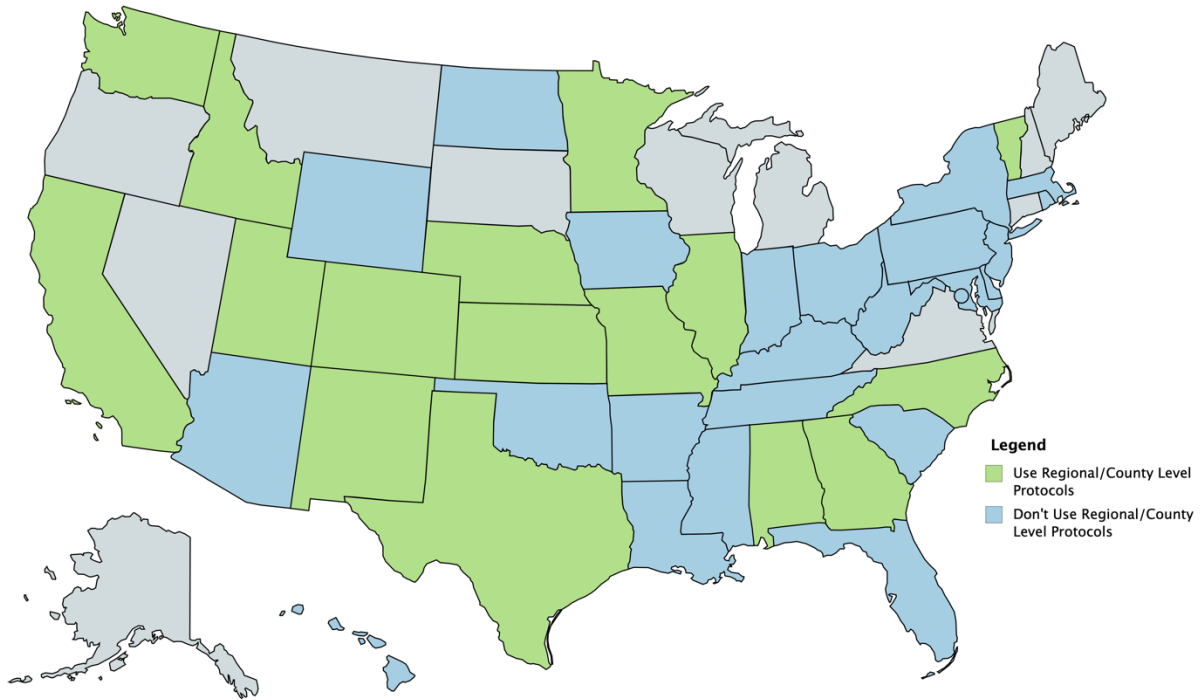 Legend
Use Regional/County Level
Protocols
Don't Use Regional/County
Level Protocols